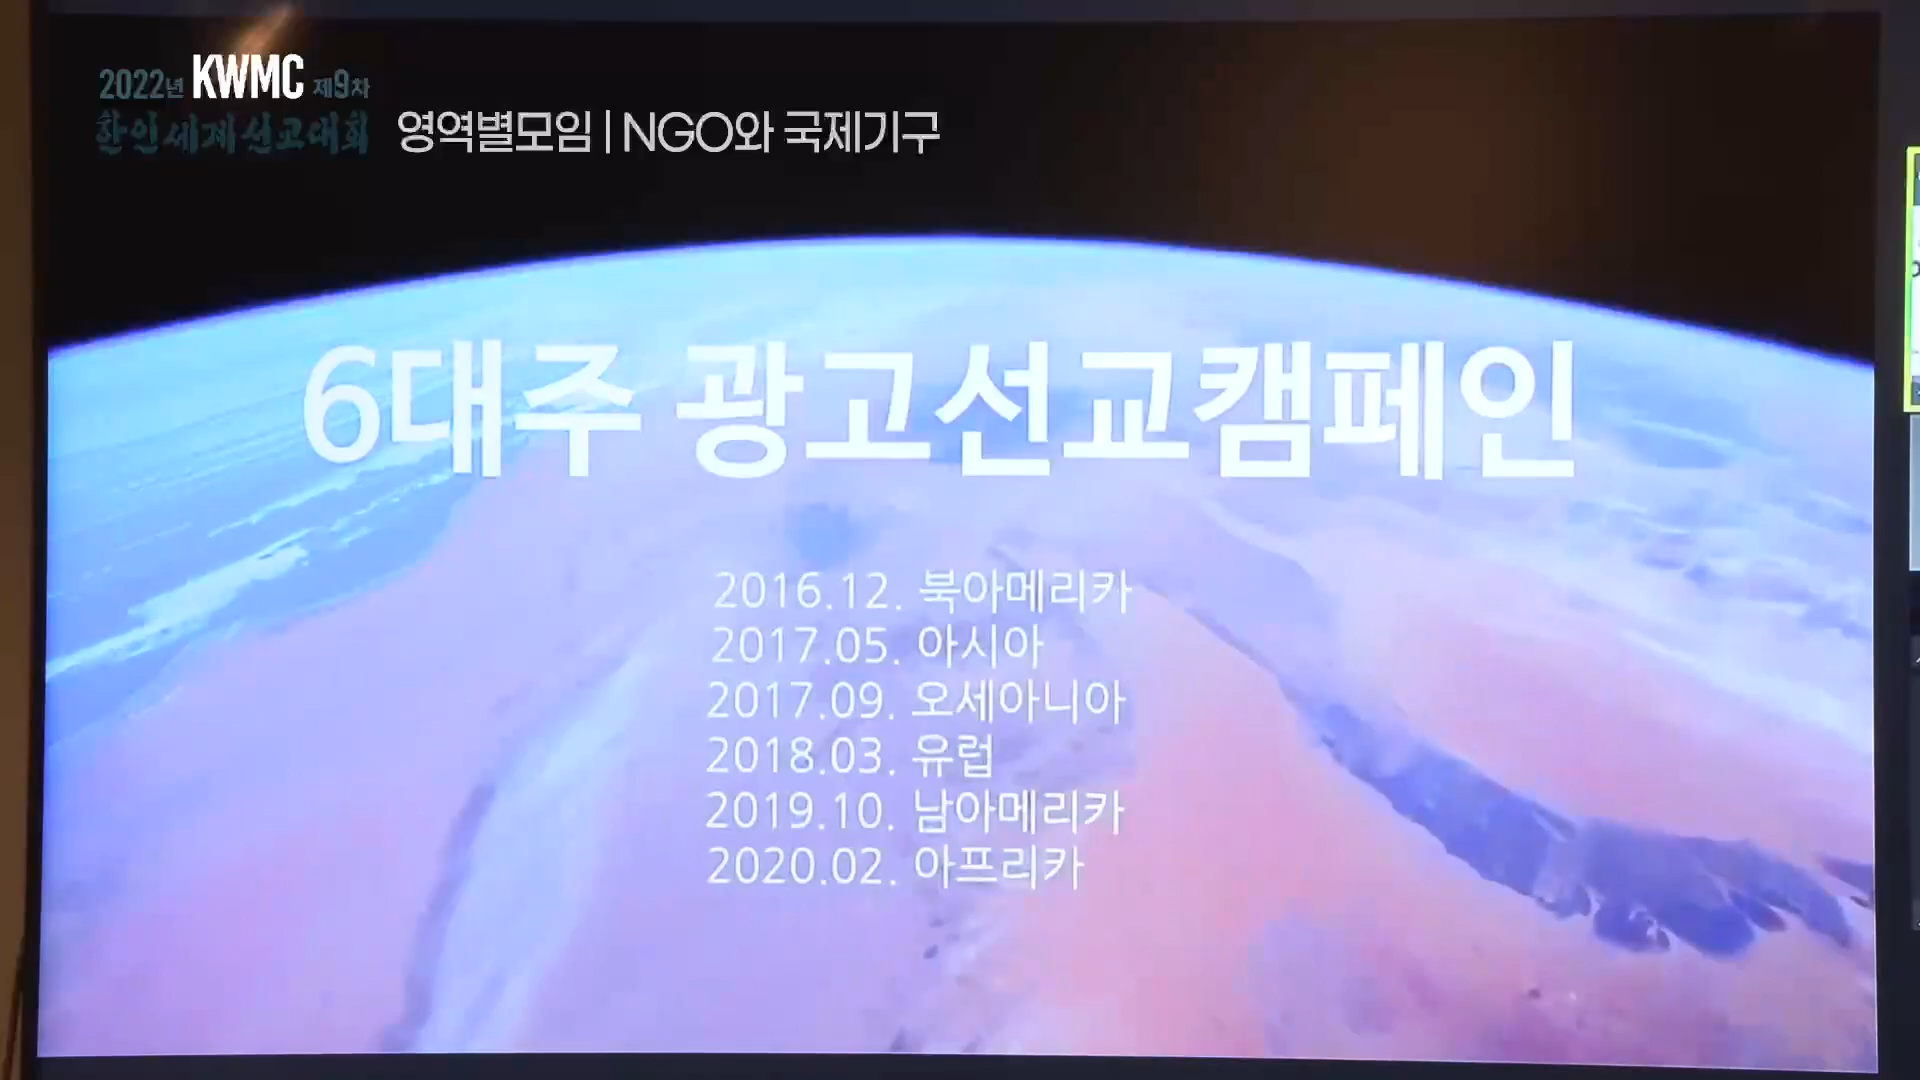 2022년 KWMC 제9차
한인세계선교대회
영역별모임 | NGO와 국제기구
6대주 광고선교캠페인
2016.12. 북아메리카
2017.05. 아시아
2017.09. 오세아니아
2018.03. 유럽
2019.10. 남아메리카
2020.02. 아프리카